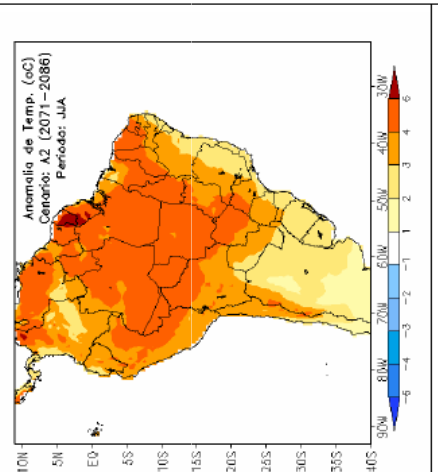 Anomalia de Temp. (oC)
Cenario: A2 (2071-2086)
Periodo: JJA
10N
5N
EQ
5S
10S
15S
20S
25S
30S
35S
40S
90W
80W
70W
60W
50W
40W
30W
-6
-4
-3
-2
-1
1
2
3
4
6